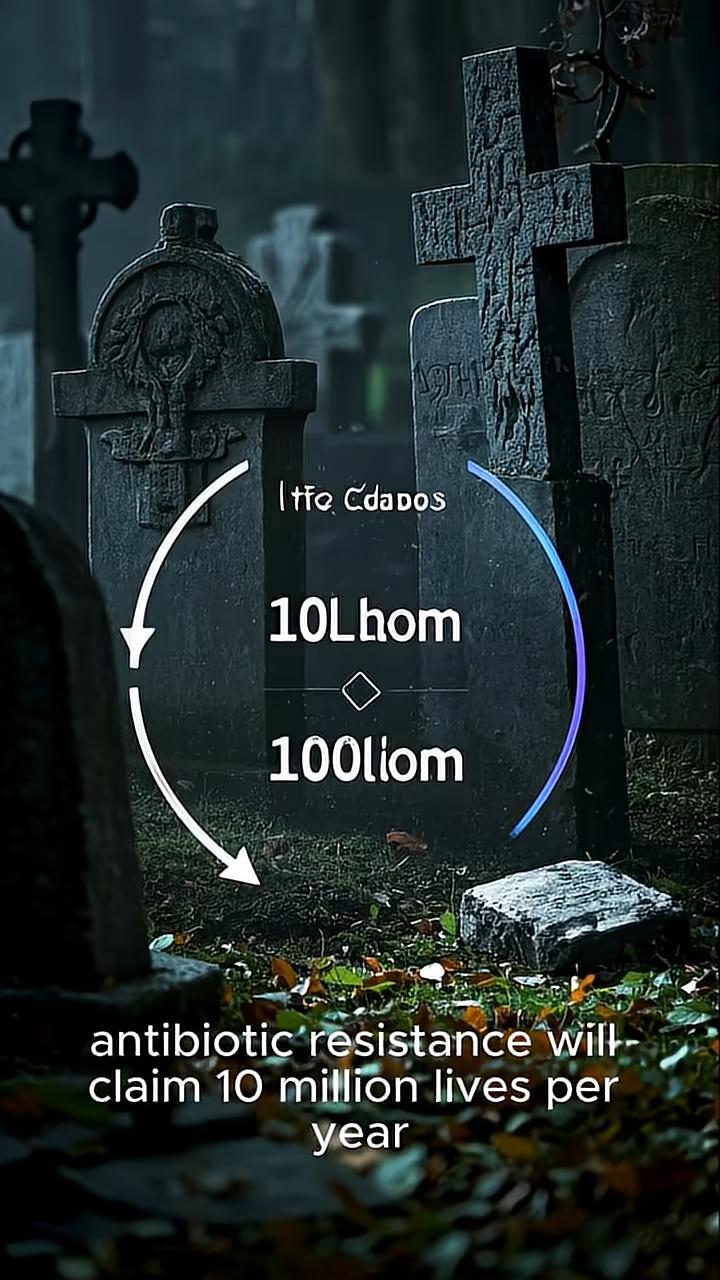 10Lhom
100liom
antibiotic resistance will
claim 10 million lives per
year